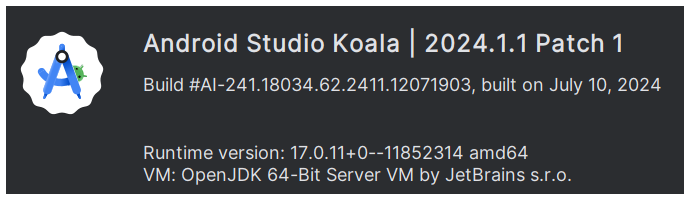 Android Studio Koala | 2024.1.1 Patch 1
Build #AI-241.18034.62.2411.12071903, built on July 10, 2024
Runtime version: 17.0.11+0--11852314 amd64
VM: OpenJDK 64-Bit Server VM by JetBrains s.r.o.